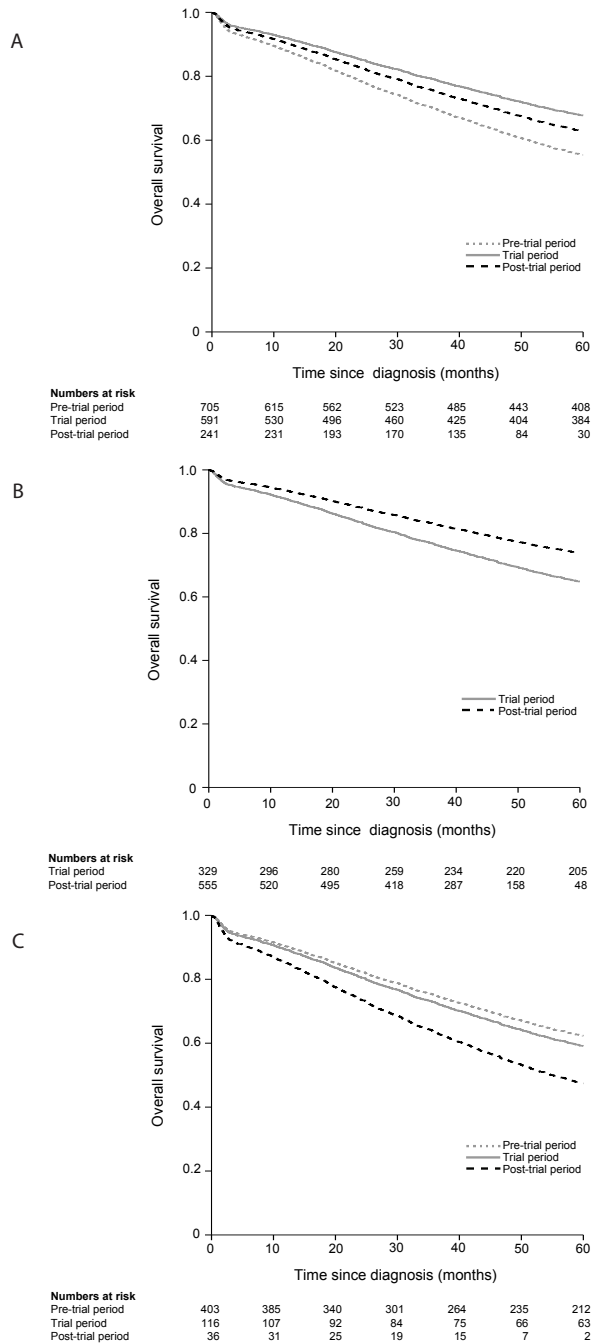 A
Overall survival
1.0
0.8
0.6
0.4
0.2
0
0 10 20 30 40 50 60
Time since diagnosis (months)
Pre-trial period
Trial period
Post-trial period
Numbers at risk
Pre-trial period 705 615 562 523 485 443 408
Trial period 591 530 496 460 425 404 384
Post-trial period 241 231 193 170 135 84 30
B
Overall survival
1.0
0.8
0.6
0.4
0.2
0
0 10 20 30 40 50 60
Time since diagnosis (months)
Trial period
Post-trial period
Numbers at risk
Trial period 329 296 280 259 234 220 205
Post-trial period 555 520 495 418 287 158 48
C
Overall survival
1.0
0.8
0.6
0.4
0.2
0
0 10 20 30 40 50 60
Time since diagnosis (months)
Pre-trial period
Trial period
Post-trial period
Numbers at risk
Pre-trial period 403 385 340 301 264 235 212
Trial period 116 107 92 84 75 66 63
Post-trial period 36 31 25 19 15 7 2